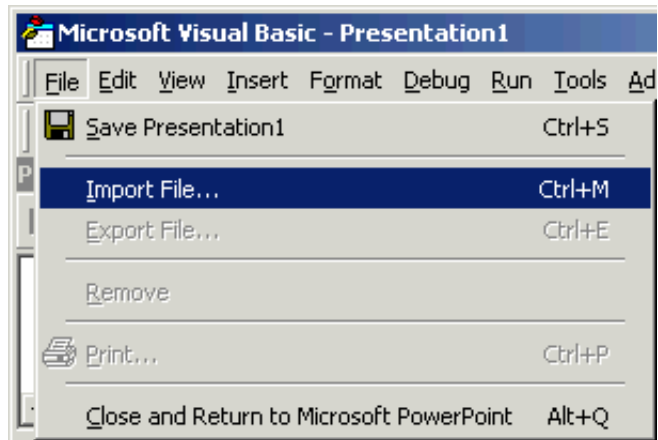 Microsoft Visual Basic - Presentation1
File Edit View Insert Format Debug Run Tools Ad
Save Presentation1 Ctrl+S
Import File... Ctrl+M
Export File... Ctrl+E
Remove
Print... Ctrl+P
Close and Return to Microsoft PowerPoint Alt+Q